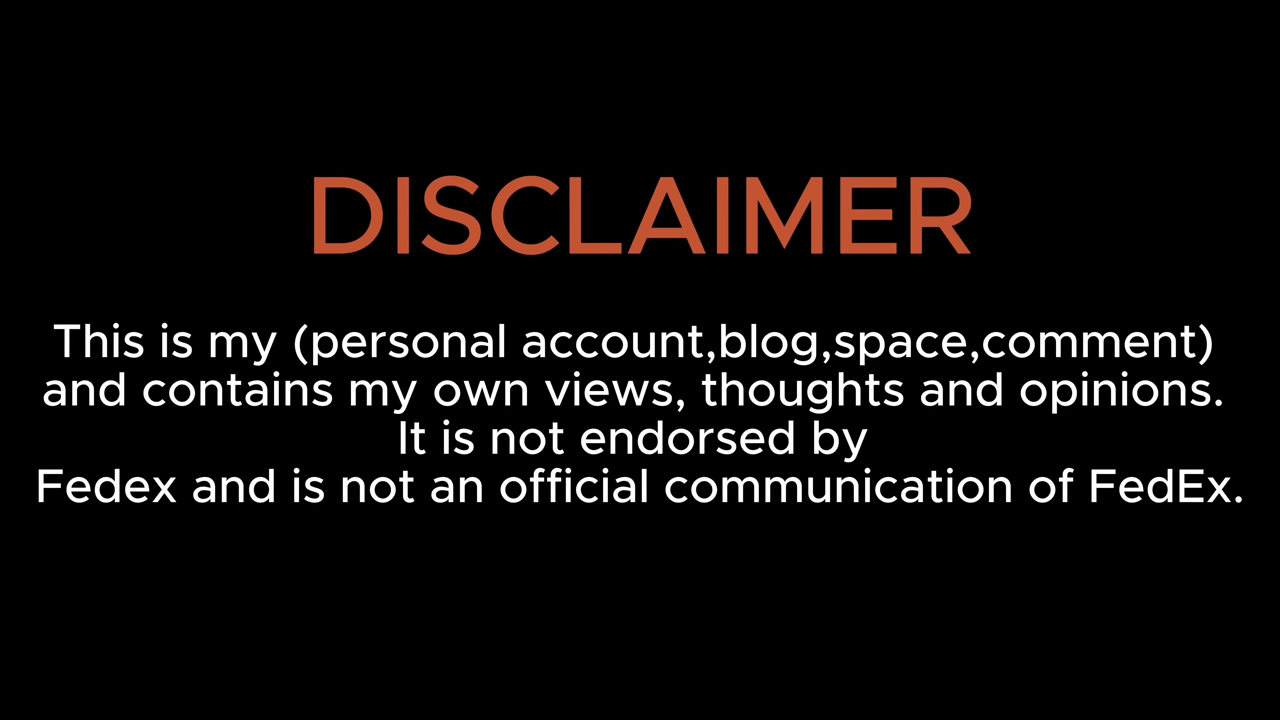 DISCLAIMER
This is my (personal account,blog,space,comment)
and contains my own views, thoughts and opinions.
It is not endorsed by
Fedex and is not an official communication of FedEx.